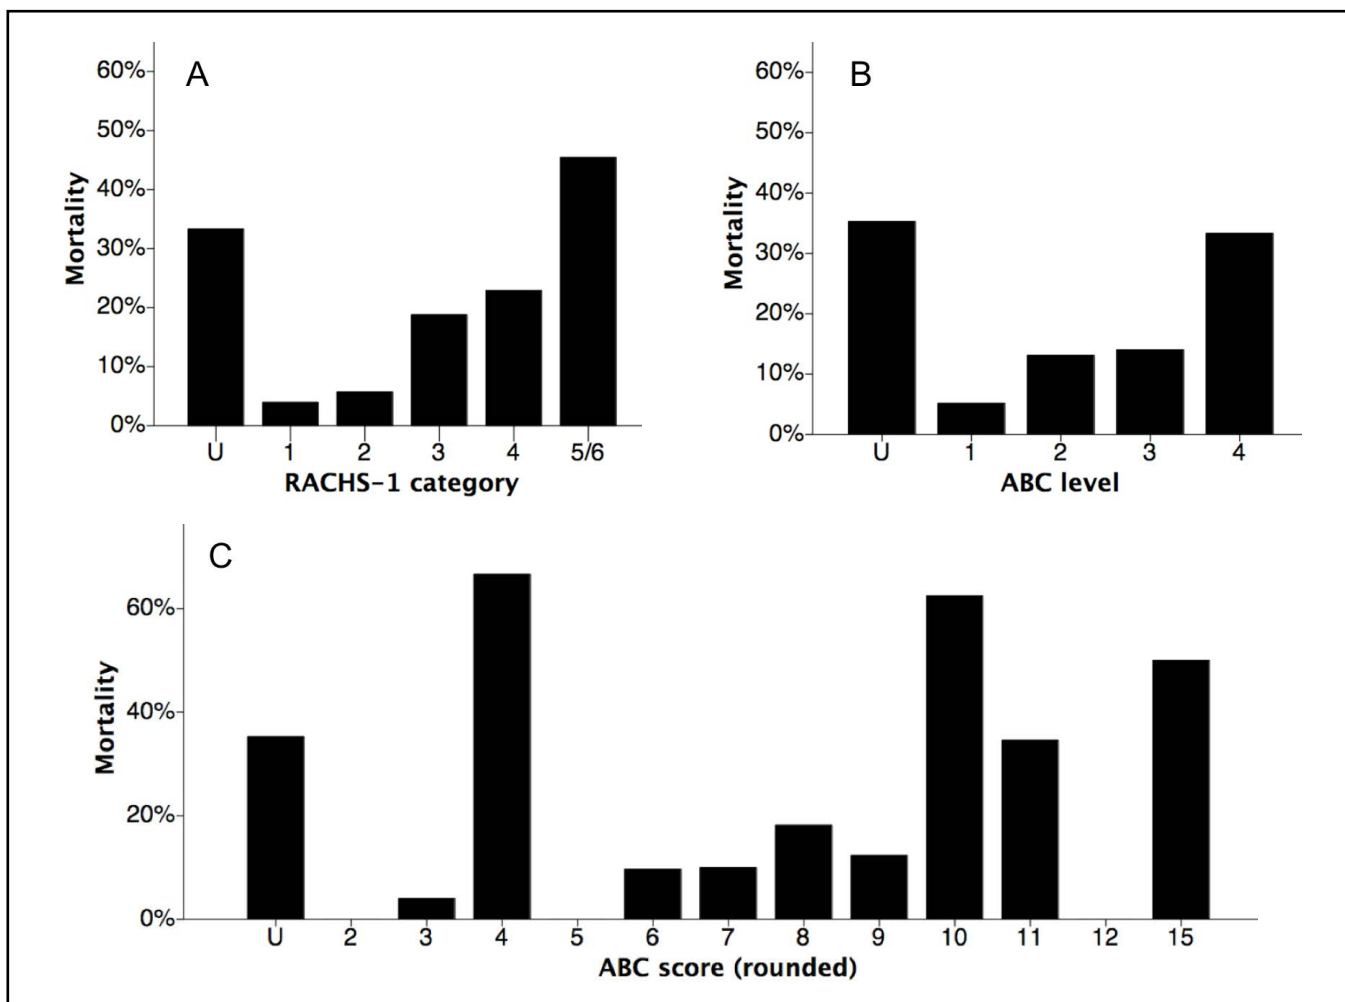 A
60%
50%
40%
30%
20%
10%
0%
Mortality
U 1 2 3 4 5/6
RACHS-1 category
B
60%
50%
40%
30%
20%
10%
0%
Mortality
U 1 2 3 4
ABC level
C
60%
40%
20%
0%
Mortality
U 2 3 4 5 6 7 8 9 10 11 12 15
ABC score (rounded)